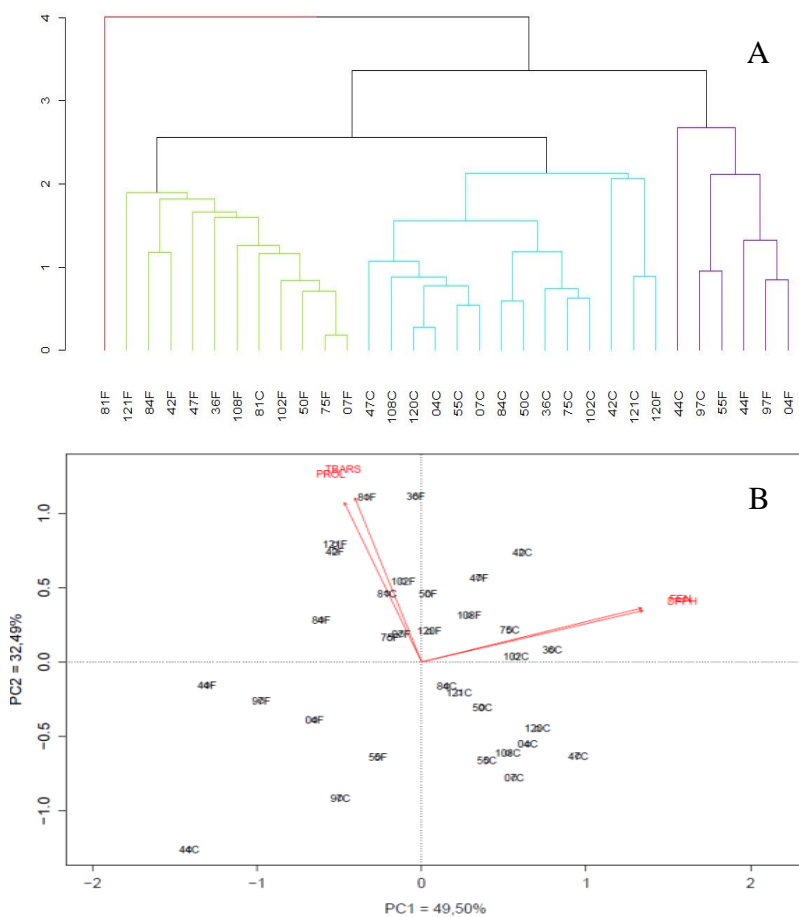 A
4
3
2
1
0
81F 121F 84F 42F 47F 36F 108F 81C 102F 50F 75F 07F 47C 108C 120C 04C 55C 07C 84C 50C 36C 75C 102C 42C 121C 120F 44C 97C 55F 44F 97F 04F
B
TBARS
PROL
81F 36F
1.0
121F
42F 42C
102F 47F
0.5
81C 50F
108F
84F
120F 75C
75F 07F
36C
102C
FEN
DPPH
0.0
44F 84C
121C
97F
50C
04F
120C
-0.5
04C
108C
55F 55C 47C
07C
97C
-1.0
44C
PC2 = 32,49%
-2 -1 0 1 2
PC1 = 49,50%